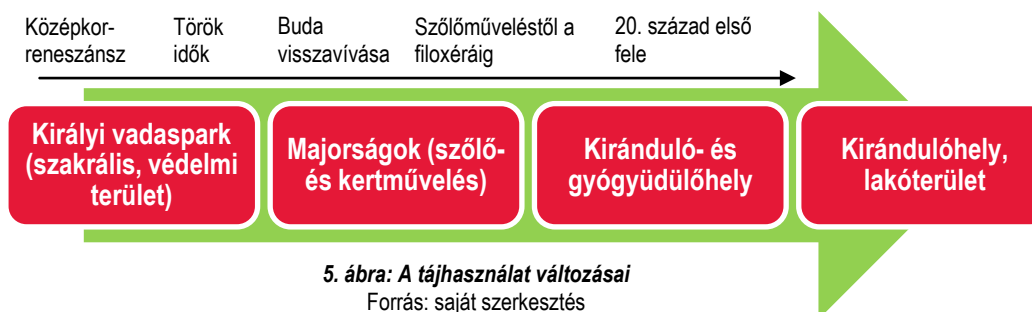 Középkor-
reneszánsz
Török
idők
Buda
visszavívása
Szőlőműveléstől a
filoxéráig
20. század első
fele
Királyi vadaspark
(szakrális, védelmi
terület)
Majorságok (szőlő-
és kertművelés)
Kiránduló- és
gyógyüdülőhely
Kirándulóhely,
lakóterület
5. ábra: A tájhasználat változásai
Forrás: saját szerkesztés